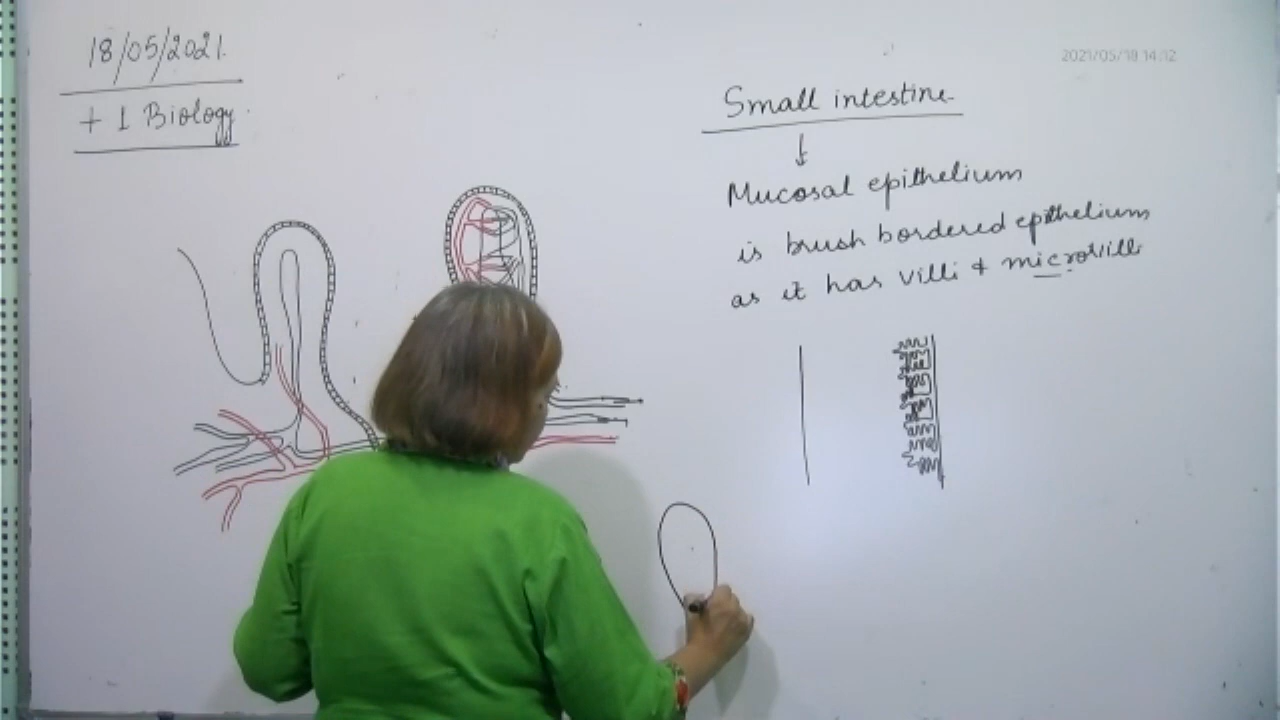 18/05/2021.
+ 1 Biology
2021/05/18 14:12
Small intestine
Mucosal epithelium
is brush bordered epithelium
as it has villi & microvilli